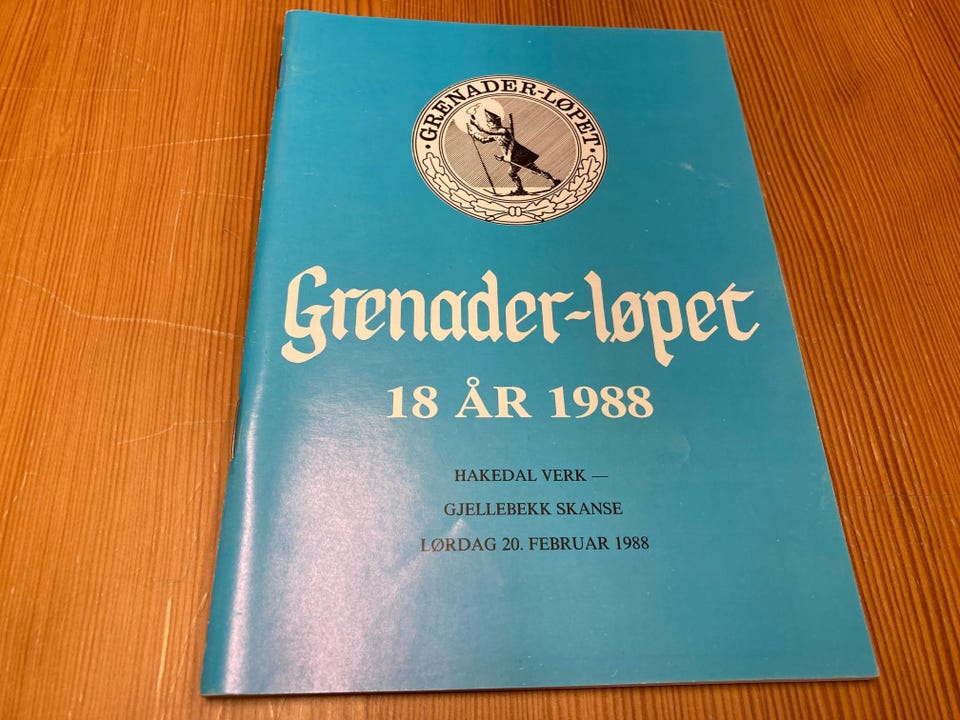 · GRENADER-LØPET ·
Grenader-løpet
18 ÅR 1988
HAKEDAL VERK —
GJELLEBEKK SKANSE
LØRDAG 20. FEBRUAR 1988